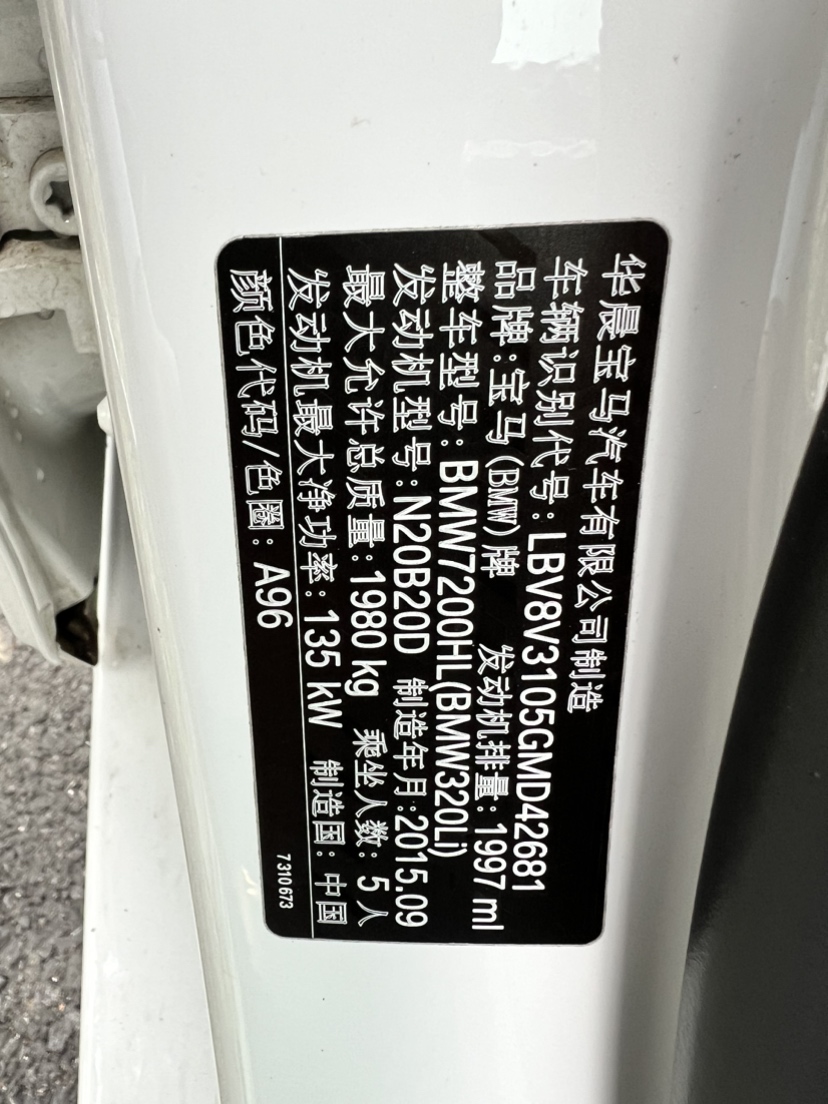 华晨宝马汽车有限公司制造
车辆识别代号:LBV8V3105GMD42681
品牌:宝马(BMW)牌 发动机排量:1997 ml
整车型号:BMW7200HL(BMW320Li)
发动机型号:N20B20D 制造年月:2015.09
最大允许总质量:1980 kg 乘坐人数:5人
发动机最大净功率:135 kW 制造国:中国
颜色代码/色圈:A96
7310673